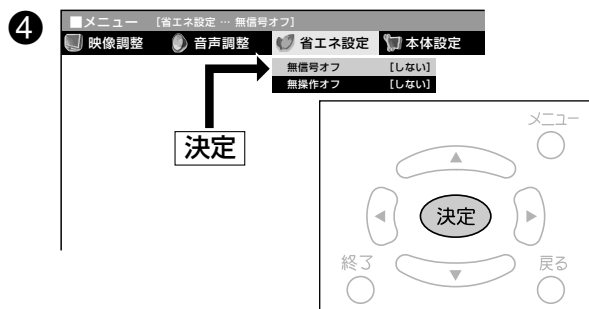 ❹
■メニュー [省エネ設定 … 無信号オフ]
映像調整 音声調整 省エネ設定 本体設定
無信号オフ [しない]
無操作オフ [しない]
決定
メニュー
▲
◀ 決定 ▶
▼
終了 戻る